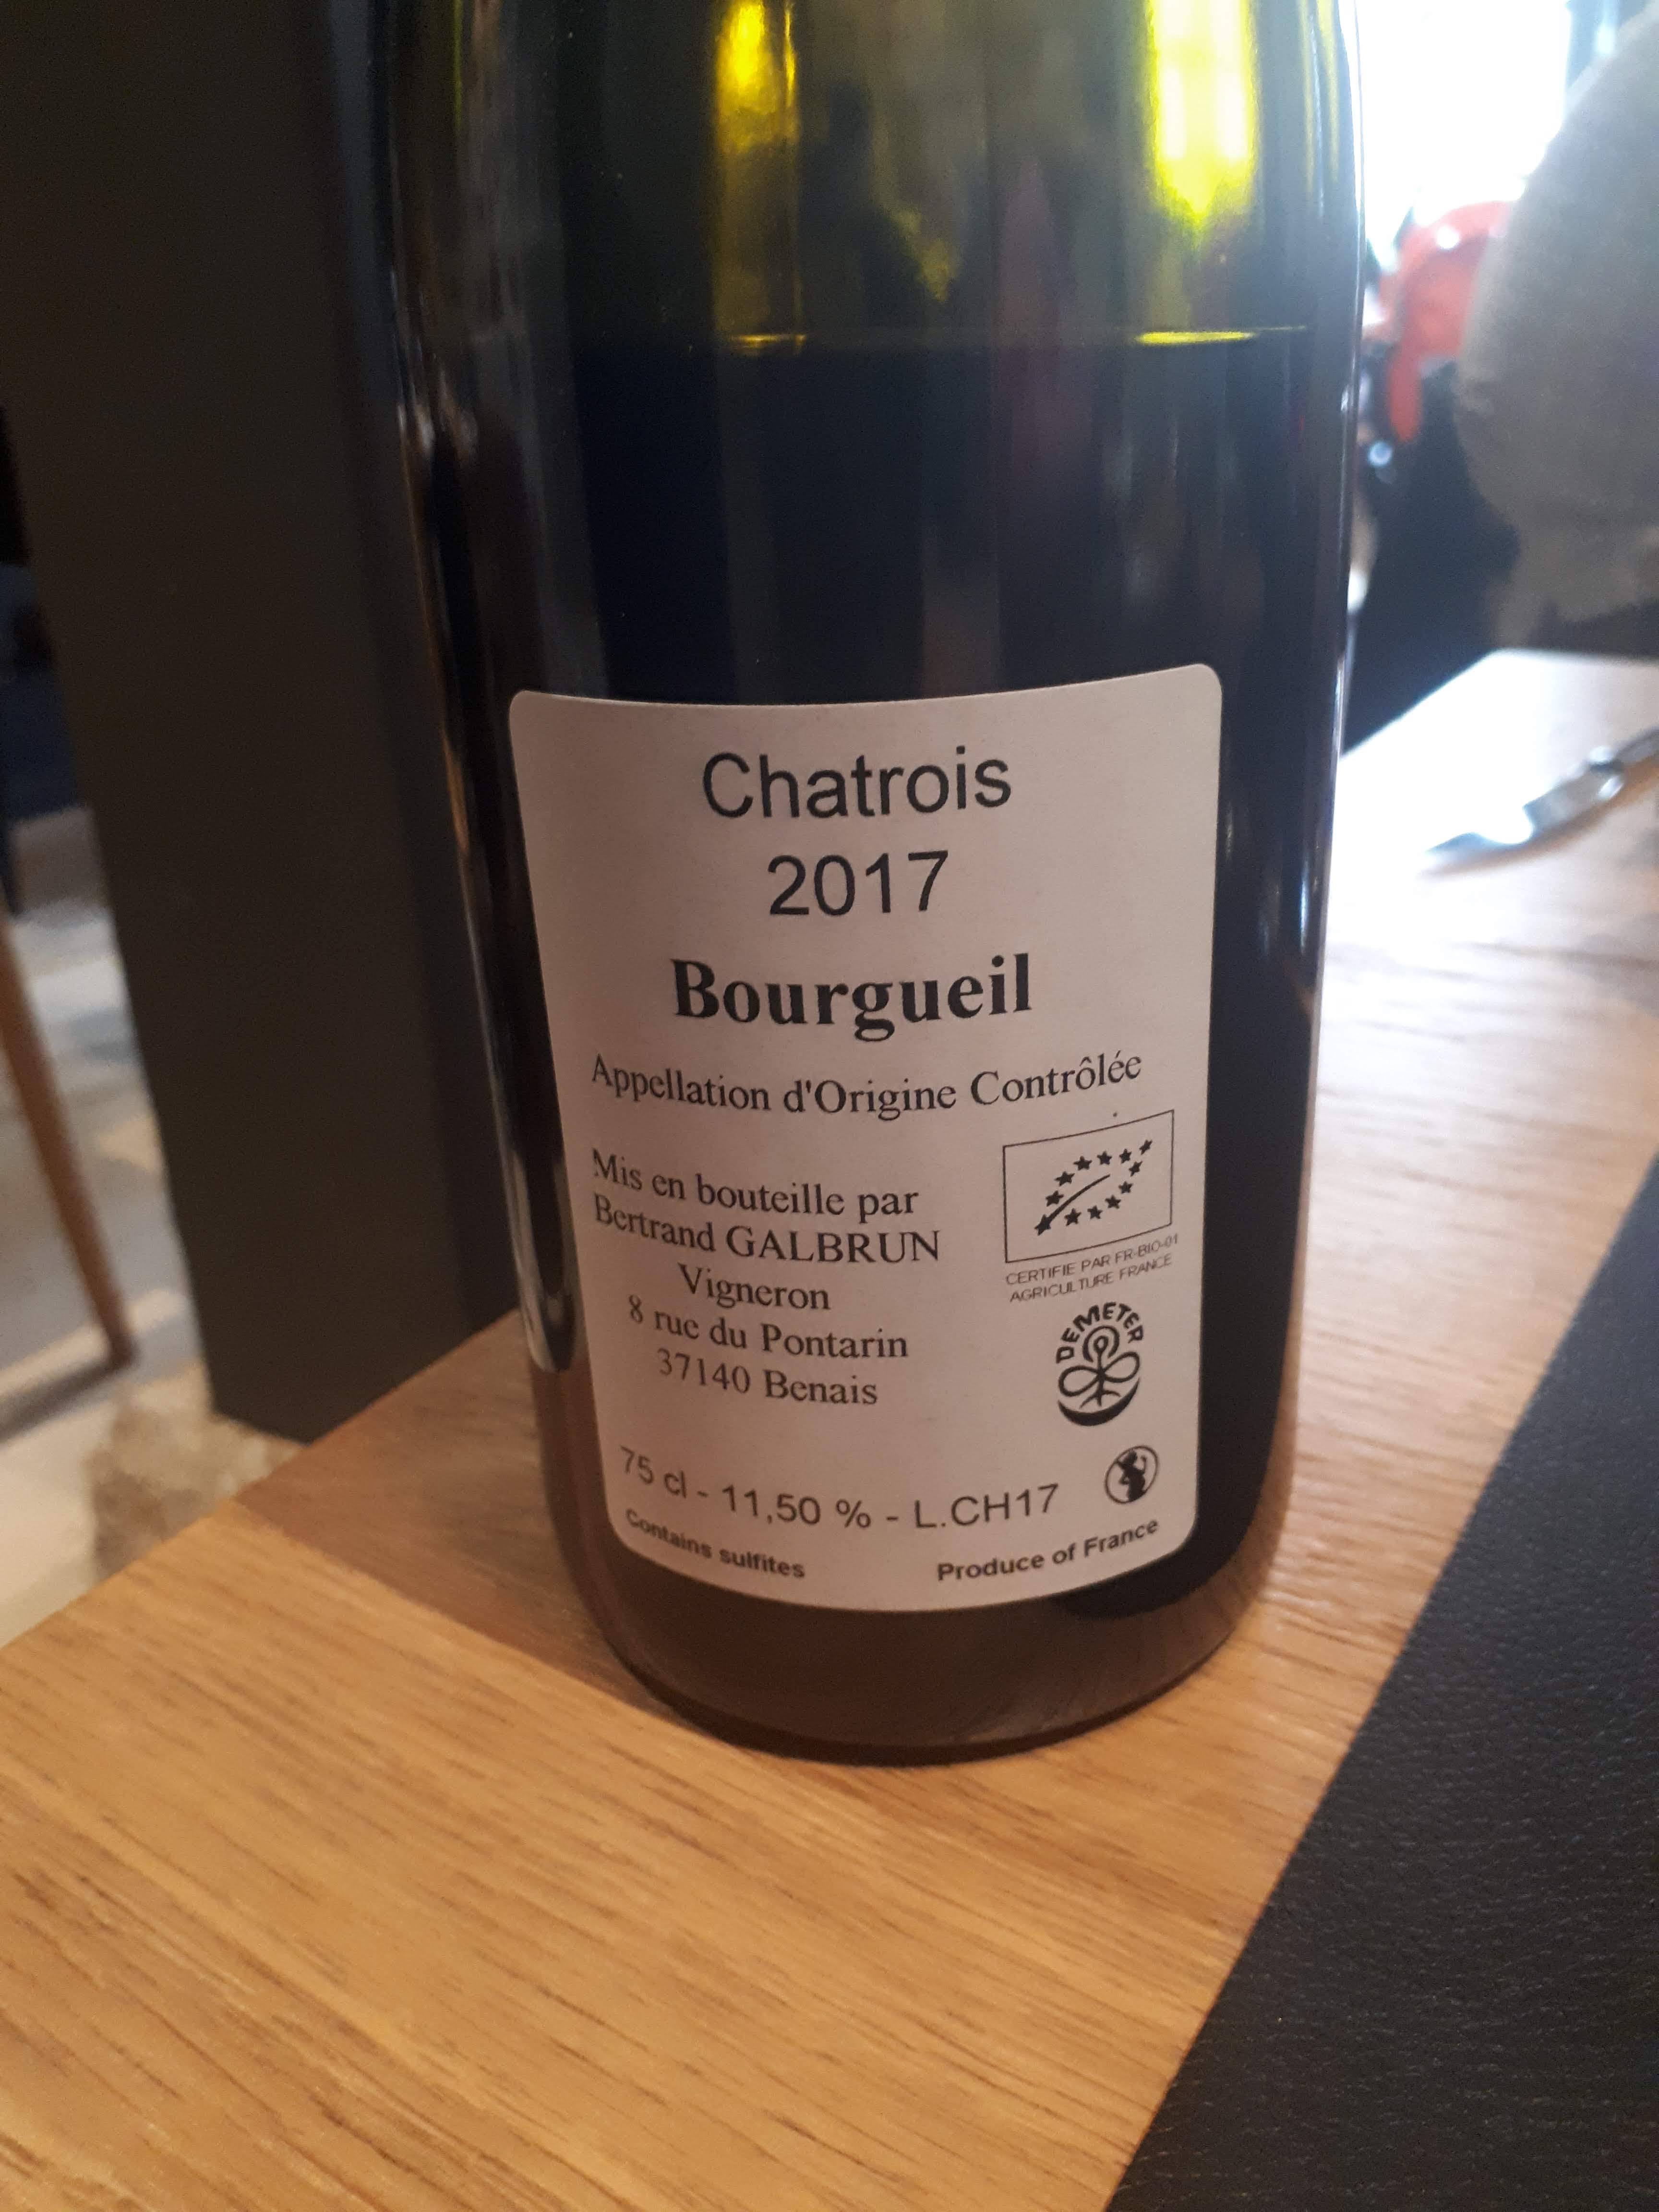 Chatrois
2017
Bourgueil
Appellation d'Origine Contrôlée
Mis en bouteille par
Bertrand GALBRUN
Vigneron
8 rue du Pontarin
37140 Benais
CERTIFIE PAR FR-BIO-01
AGRICULTURE FRANCE
DEMETER
75 cl - 11,50 % - L.CH17
Contains sulfites
Produce of France